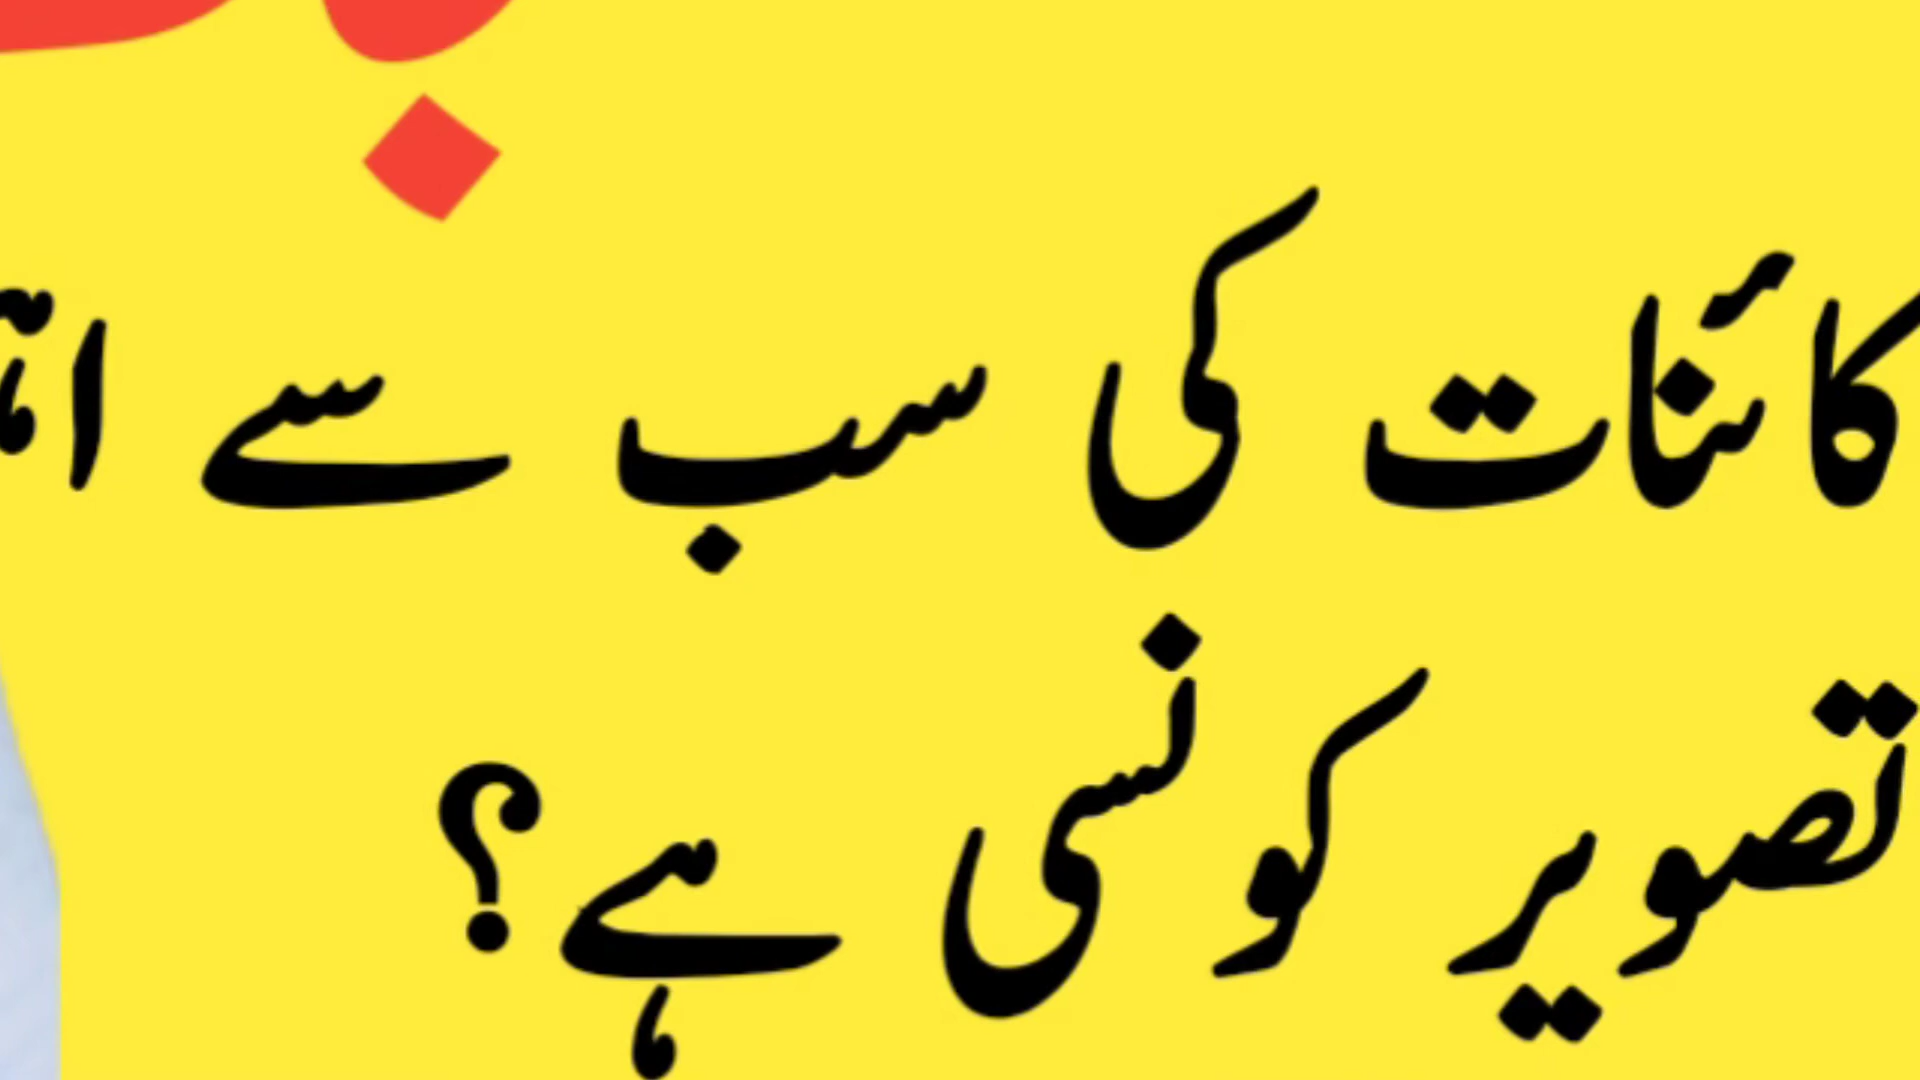 کائنات کی سب سے
تصویر کونسی ہے؟